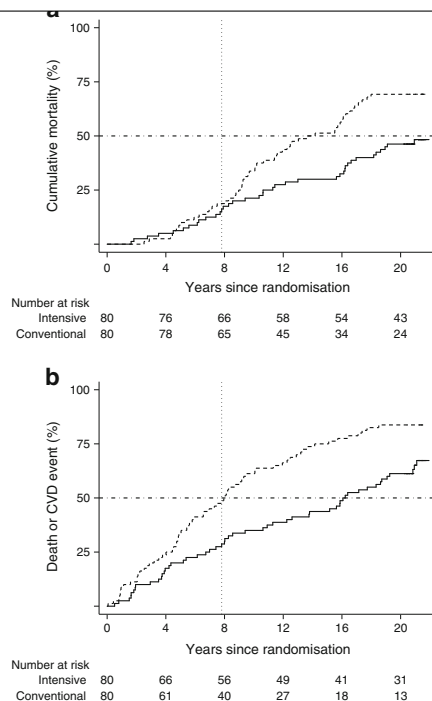 a
100
75
50
25
Cumulative mortality (%)
0 4 8 12 16 20
Years since randomisation
Number at risk
Intensive 80 76 66 58 54 43
Conventional 80 78 65 45 34 24
b
100
75
50
25
Death or CVD event (%)
0 4 8 12 16 20
Years since randomisation
Number at risk
Intensive 80 66 56 49 41 31
Conventional 80 61 40 27 18 13